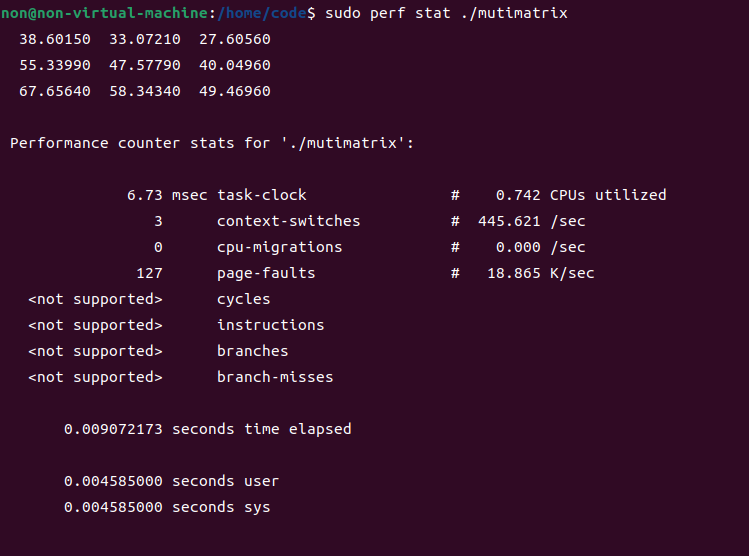 non@non-virtual-machine:/home/code$ sudo perf stat ./mutimatrix
  38.60150  33.07210  27.60560
  55.33990  47.57790  40.04960
  67.65640  58.34340  49.46960

 Performance counter stats for './mutimatrix':

              6.73 msec task-clock                #    0.742 CPUs utilized
                 3      context-switches          #  445.621 /sec
                 0      cpu-migrations            #    0.000 /sec
               127      page-faults               #   18.865 K/sec
   <not supported>      cycles
   <not supported>      instructions
   <not supported>      branches
   <not supported>      branch-misses

       0.009072173 seconds time elapsed

       0.004585000 seconds user
       0.004585000 seconds sys